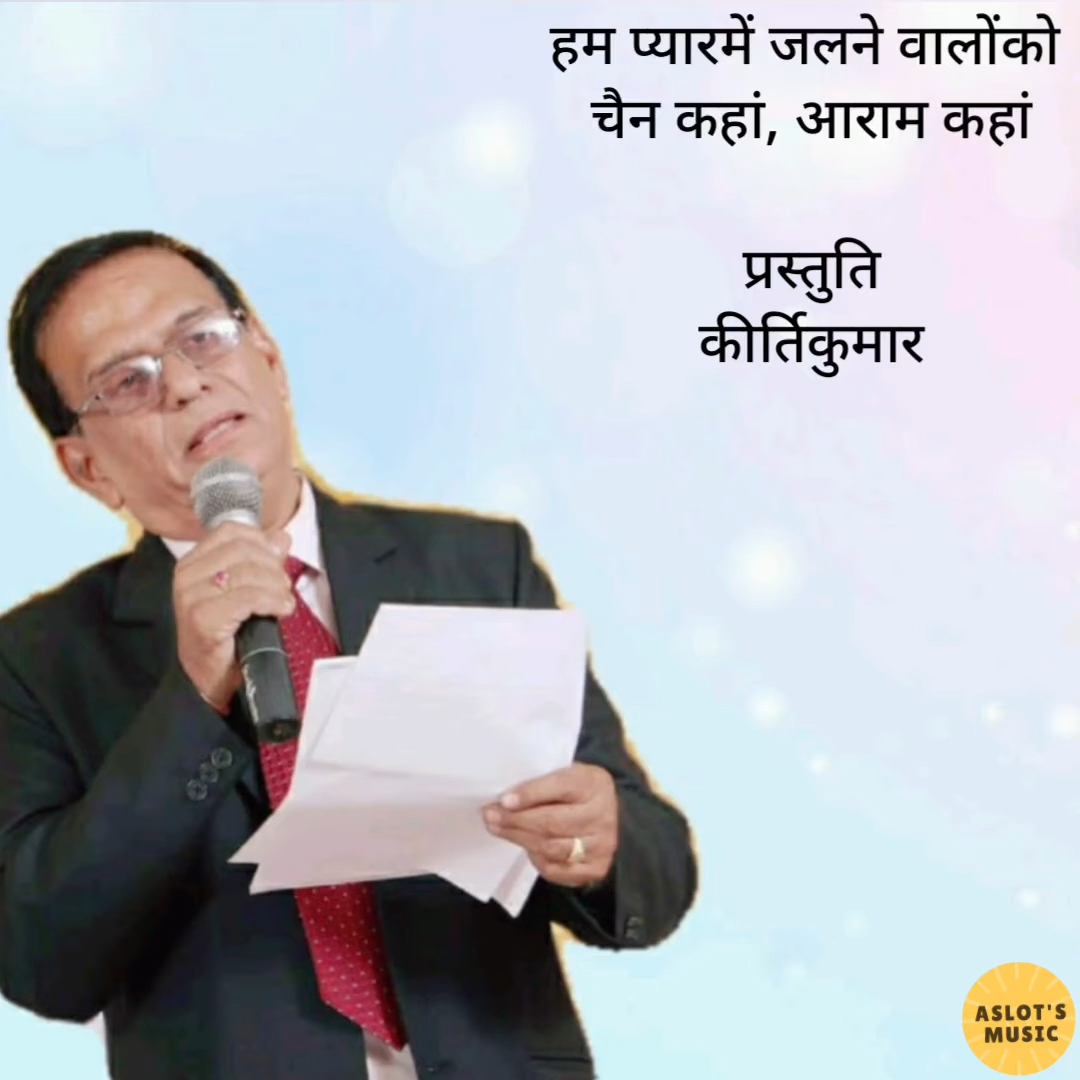 हम प्यारमें जलने वालोंको
चैन कहां, आराम कहां
प्रस्तुति
कीर्तिकुमार
ASLOT'S
MUSIC